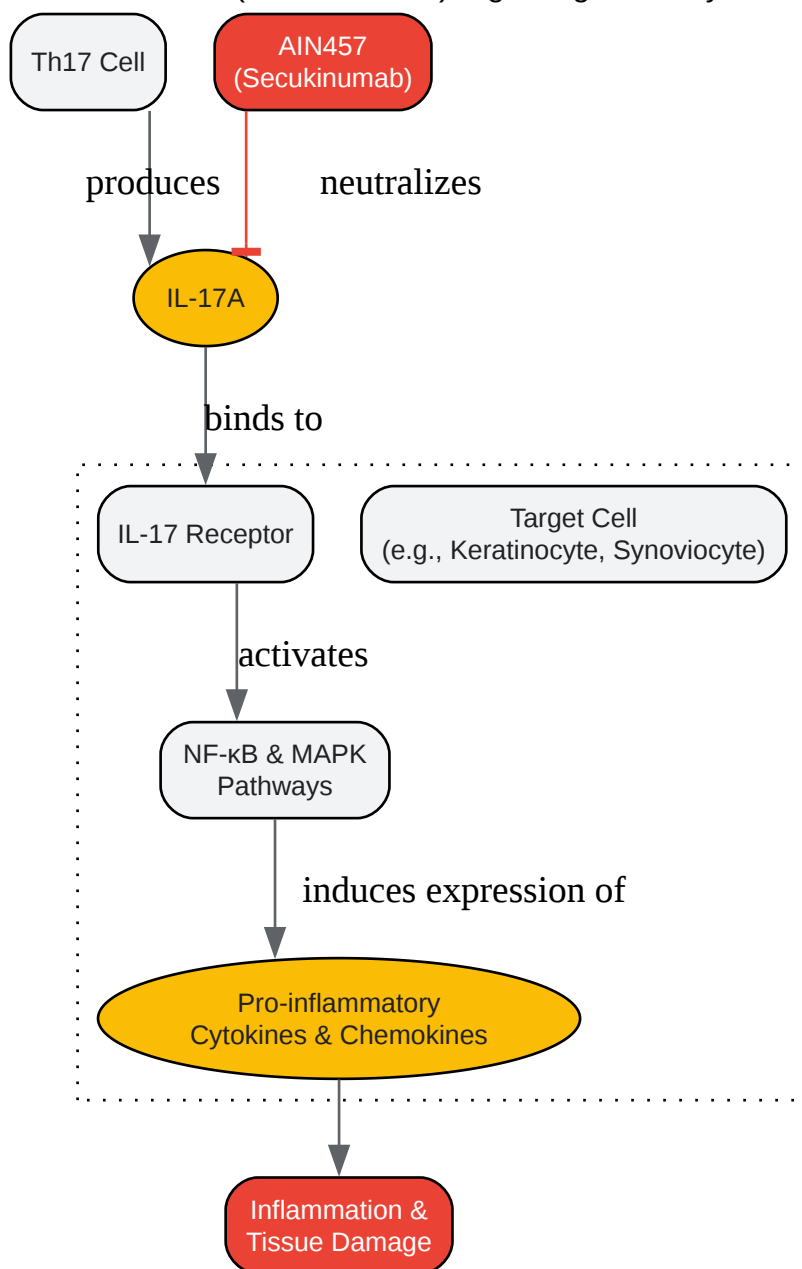 Th17 Cell
AIN457
(Secukinumab)
produces
neutralizes
IL-17A
binds to
IL-17 Receptor
Target Cell
(e.g., Keratinocyte, Synoviocyte)
activates
NF-κB & MAPK
Pathways
induces expression of
Pro-inflammatory
Cytokines & Chemokines
Inflammation &
Tissue Damage